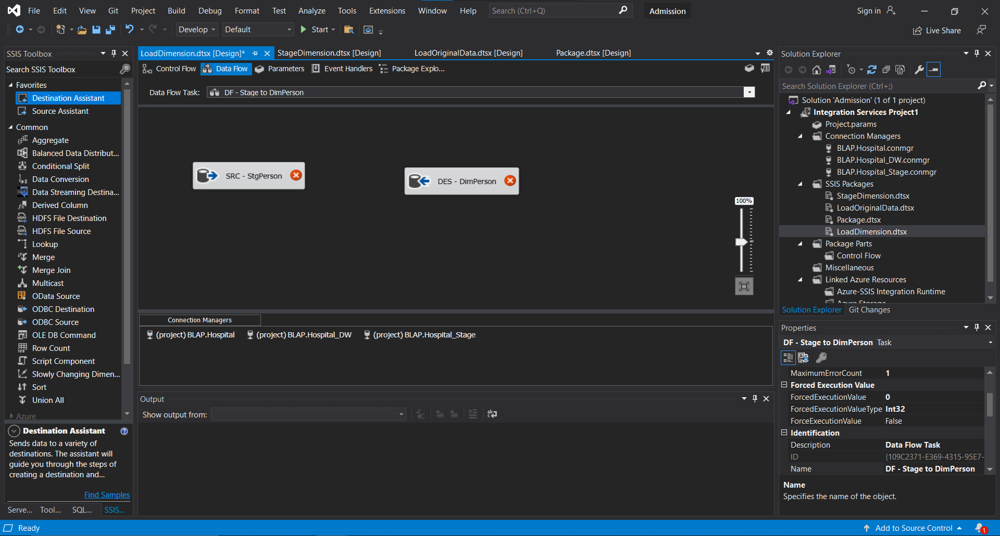 File Edit View Git Project Build Debug Format Test Analyze Tools Extensions Window Help Search (Ctrl+Q) Admission Sign in
Develop Default Start Live Share
SSIS Toolbox
Search SSIS Toolbox
Favorites
Destination Assistant
Source Assistant
Common
Aggregate
Balanced Data Distribut...
Conditional Split
Data Conversion
Data Streaming Destina...
Derived Column
HDFS File Destination
HDFS File Source
Lookup
Merge
Merge Join
Multicast
OData Source
ODBC Destination
ODBC Source
OLE DB Command
Row Count
Script Component
Slowly Changing Dimen...
Sort
Union All
Azure
Destination Assistant
Sends data to a variety of
destinations. The assistant will
guide you through the steps of
creating a destination and...
Find Samples
Serve... Tool... SQL... SSIS...
LoadDimension.dtsx [Design]* StageDimension.dtsx [Design] LoadOriginalData.dtsx [Design] Package.dtsx [Design]
Control Flow Data Flow Parameters Event Handlers Package Explo...
Data Flow Task: DF - Stage to DimPerson
SRC - StgPerson
DES - DimPerson
100%
Connection Managers
(project) BLAP.Hospital (project) BLAP.Hospital_DW (project) BLAP.Hospital_Stage
Output
Show output from:
Solution Explorer
Search Solution Explorer (Ctrl+;)
Solution 'Admission' (1 of 1 project)
Integration Services Project1
Project.params
Connection Managers
BLAP.Hospital.conmgr
BLAP.Hospital_DW.conmgr
BLAP.Hospital_Stage.conmgr
SSIS Packages
StageDimension.dtsx
LoadOriginalData.dtsx
Package.dtsx
LoadDimension.dtsx
Package Parts
Control Flow
Miscellaneous
Linked Azure Resources
Azure-SSIS Integration Runtime
Azure Storage
Solution Explorer Git Changes
Properties
DF - Stage to DimPerson Task
MaximumErrorCount 1
Forced Execution Value
ForcedExecutionValue 0
ForcedExecutionValueType Int32
ForceExecutionValue False
Identification
Description Data Flow Task
ID {109C2371-E369-4315-95E7-
Name DF - Stage to DimPerson
Name
Specifies the name of the object.
Ready Add to Source Control 1